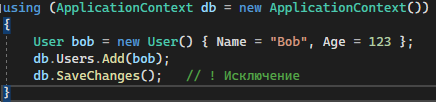 using (ApplicationContext db = new ApplicationContext())
{
User bob = new User() { Name = "Bob", Age = 123 };
db.Users.Add(bob);
db.SaveChanges();   // ! Исключение
}